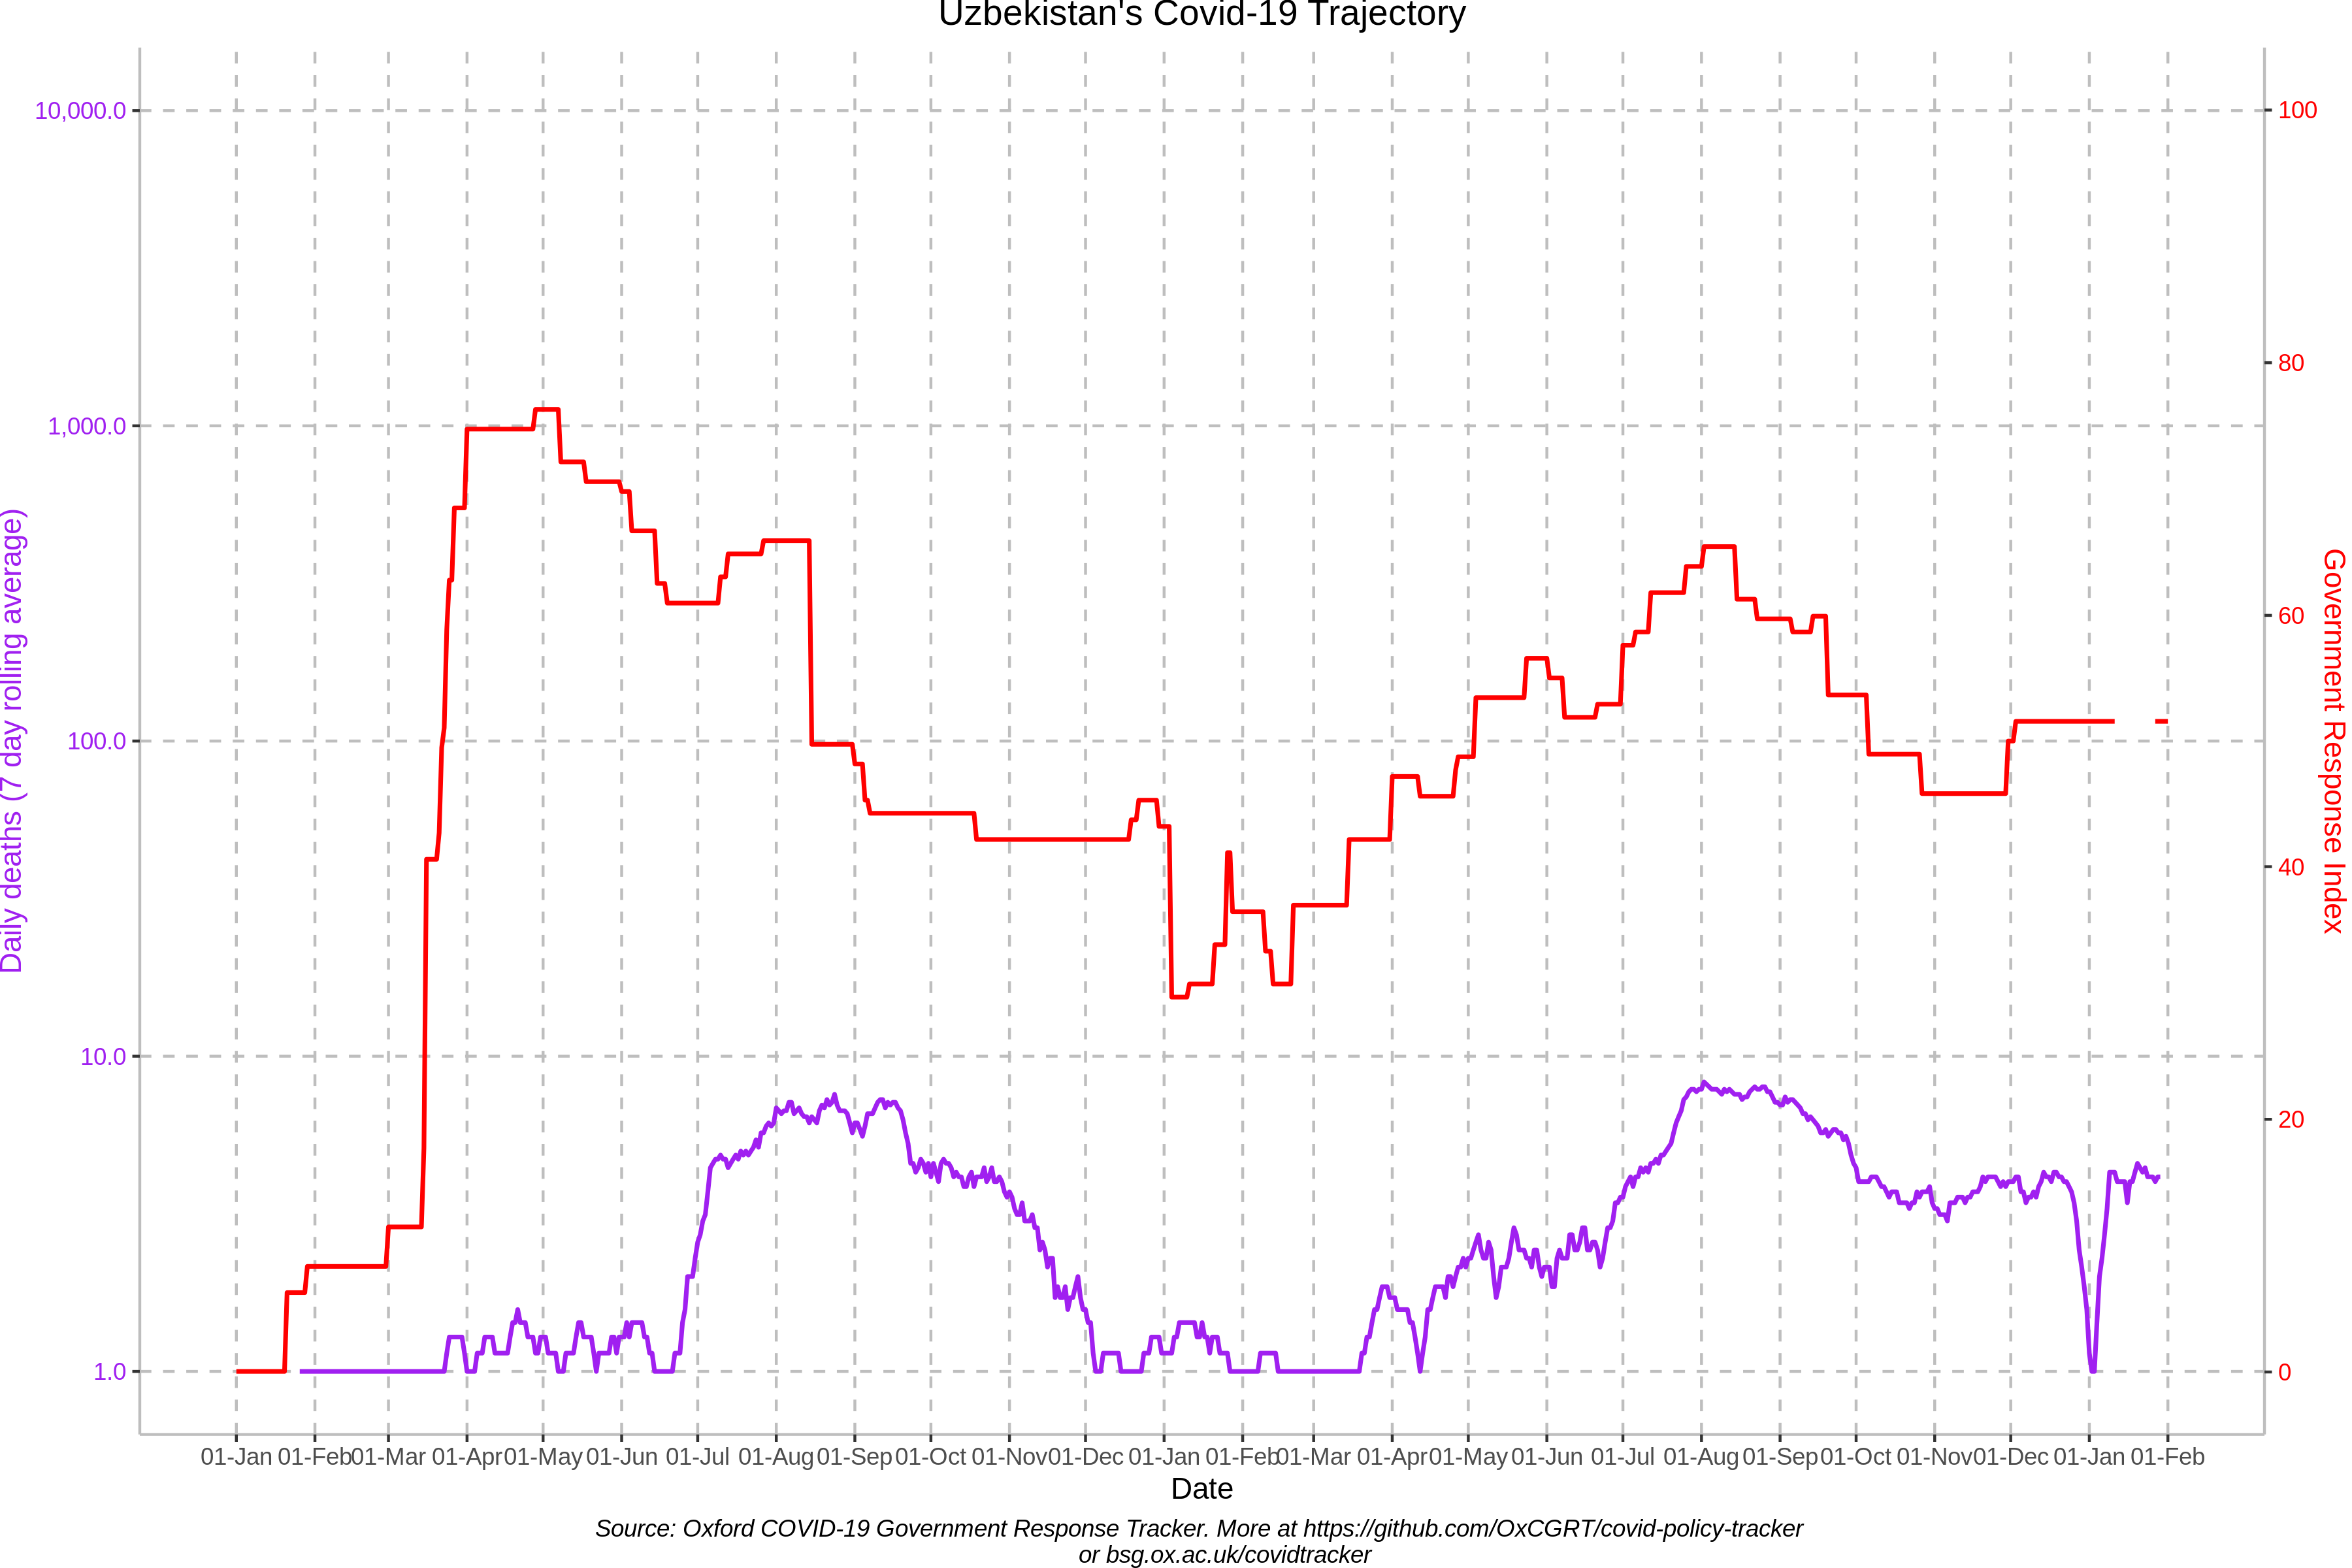 Uzbekistan's Covid-19 Trajectory
10,000.0
1,000.0
100.0
10.0
1.0
Daily deaths (7 day rolling average)
100
80
60
40
20
0
Government Response Index
01-Jan 01-Feb 01-Mar 01-Apr 01-May 01-Jun 01-Jul 01-Aug 01-Sep 01-Oct 01-Nov 01-Dec 01-Jan 01-Feb 01-Mar 01-Apr 01-May 01-Jun 01-Jul 01-Aug 01-Sep 01-Oct 01-Nov 01-Dec 01-Jan 01-Feb
Date
Source: Oxford COVID-19 Government Response Tracker. More at https://github.com/OxCGRT/covid-policy-tracker
or bsg.ox.ac.uk/covidtracker